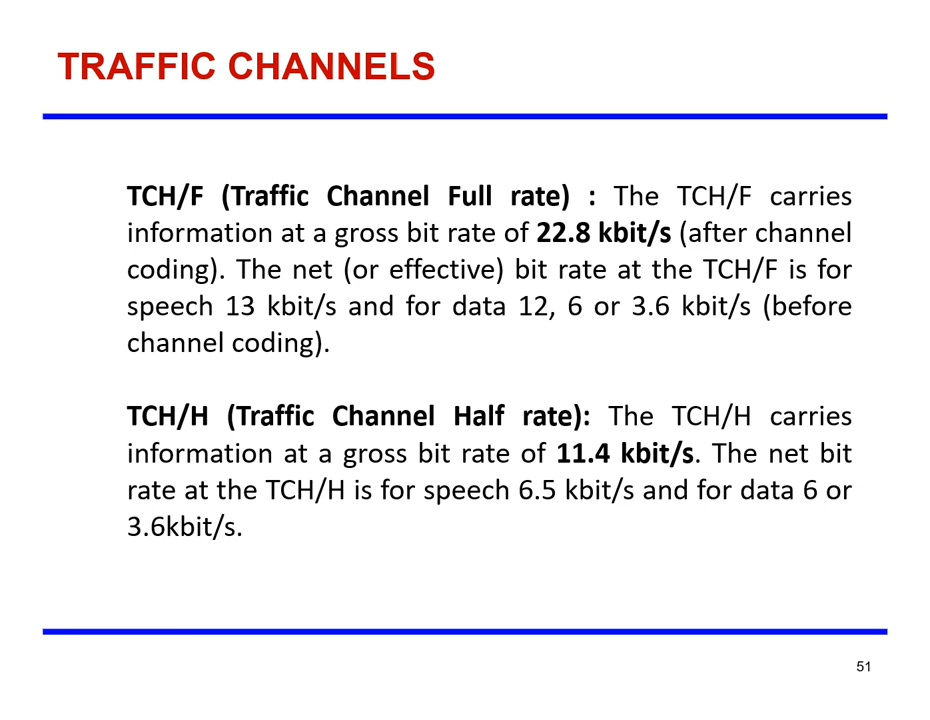 TRAFFIC CHANNELS
TCH/F (Traffic Channel Full rate) : The TCH/F carries
information at a gross bit rate of 22.8 kbit/s (after channel
coding). The net (or effective) bit rate at the TCH/F is for
speech 13 kbit/s and for data 12, 6 or 3.6 kbit/s (before
channel coding).
TCH/H (Traffic Channel Half rate): The TCH/H carries
information at a gross bit rate of 11.4 kbit/s. The net bit
rate at the TCH/H is for speech 6.5 kbit/s and for data 6 or
3.6kbit/s.
51